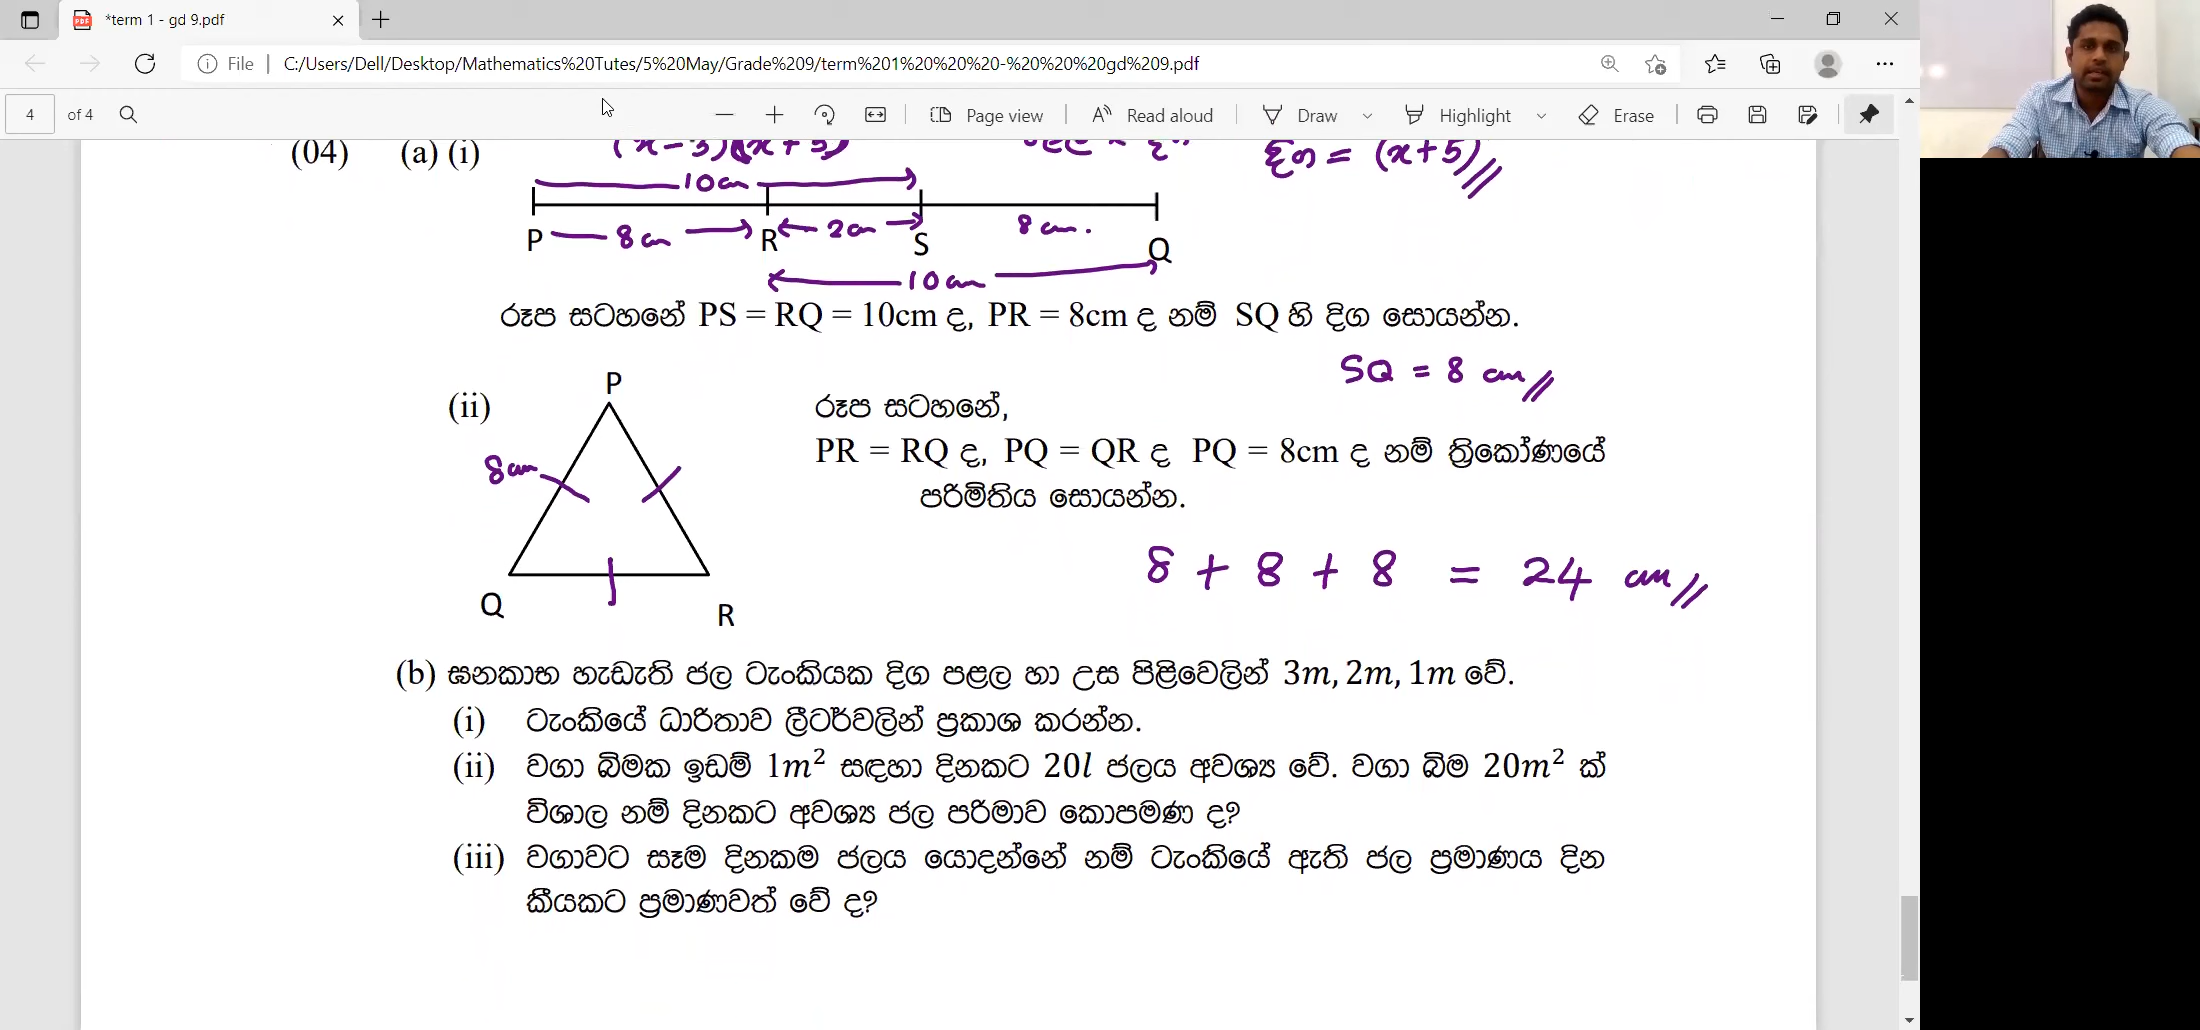 *term 1 - gd 9.pdf
File C:/Users/Dell/Desktop/Mathematics%20Tutes/5%20May/Grade%209/term%201%20%20%20-%20%20%20gd%209.pdf
4 of 4 Page view Read aloud Draw Highlight Erase
(x-3)(x+5)
දිග = (x+5)
(04) (a) (i)
10cm
P 8cm R 2cm S 8cm. Q
10cm
රූප සටහනේ PS = RQ = 10cm ද, PR = 8cm ද නම් SQ හි දිග සොයන්න.
SQ = 8 cm
(ii) P
8cm
Q R
රූප සටහනේ,
PR = RQ ද, PQ = QR ද PQ = 8cm ද නම් ත්‍රිකෝණයේ
පරිමිතිය සොයන්න.
8 + 8 + 8 = 24 cm
(b) ඝනකාභ හැඩැති ජල ටැංකියක දිග පළල හා උස පිළිවෙලින් 3m, 2m, 1m වේ.
(i) ටැංකියේ ධාරිතාව ලීටර්වලින් ප්‍රකාශ කරන්න.
(ii) වගා බිමක ඉඩම් 1m² සඳහා දිනකට 20l ජලය අවශ්‍ය වේ. වගා බිම 20m² ක්
විශාල නම් දිනකට අවශ්‍ය ජල පරිමාව කොපමණ ද?
(iii) වගාවට සෑම දිනකම ජලය යොදන්නේ නම් ටැංකියේ ඇති ජල ප්‍රමාණය දින
කීයකට ප්‍රමාණවත් වේ ද?